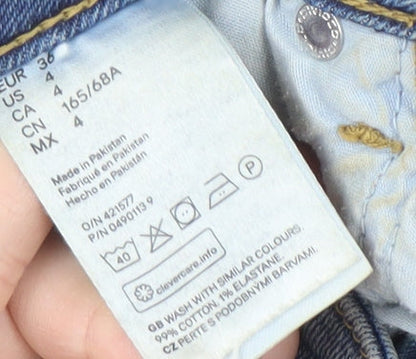 EUR 36
US 4
CA 4
CN 165/68A
MX 4
Made in Pakistan
Fabriqué en Pakistan
Hecho en Pakistán
O/N 421577
P/N 0490113 9
40
P
clevercare.info
GB WASH WITH SIMILAR COLOURS.
99% COTTON. 1% ELASTANE
CZ PERTE S PODOBNÝMI BARVAMI.